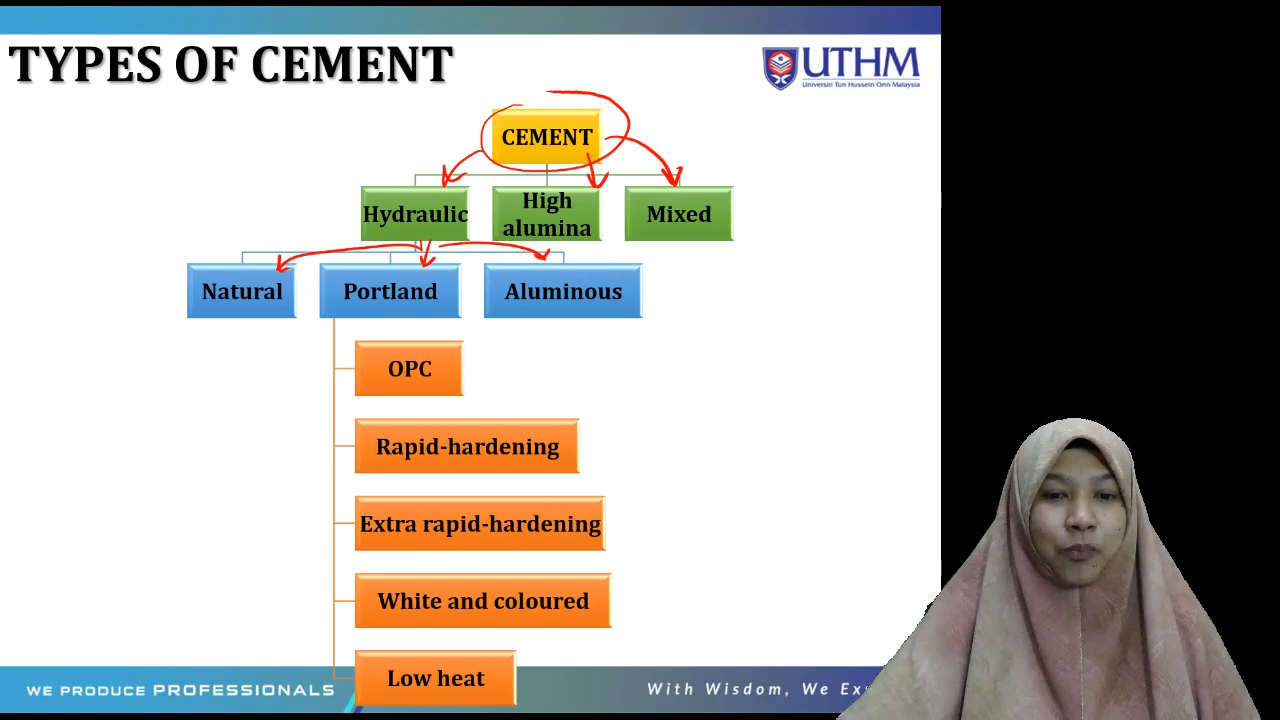 TYPES OF CEMENT
UTHM
Universiti Tun Hussein Onn Malaysia
CEMENT
Hydraulic
High
alumina
Mixed
Natural
Portland
Aluminous
OPC
Rapid-hardening
Extra rapid-hardening
White and coloured
Low heat
WE PRODUCE PROFESSIONALS
With Wisdom, We